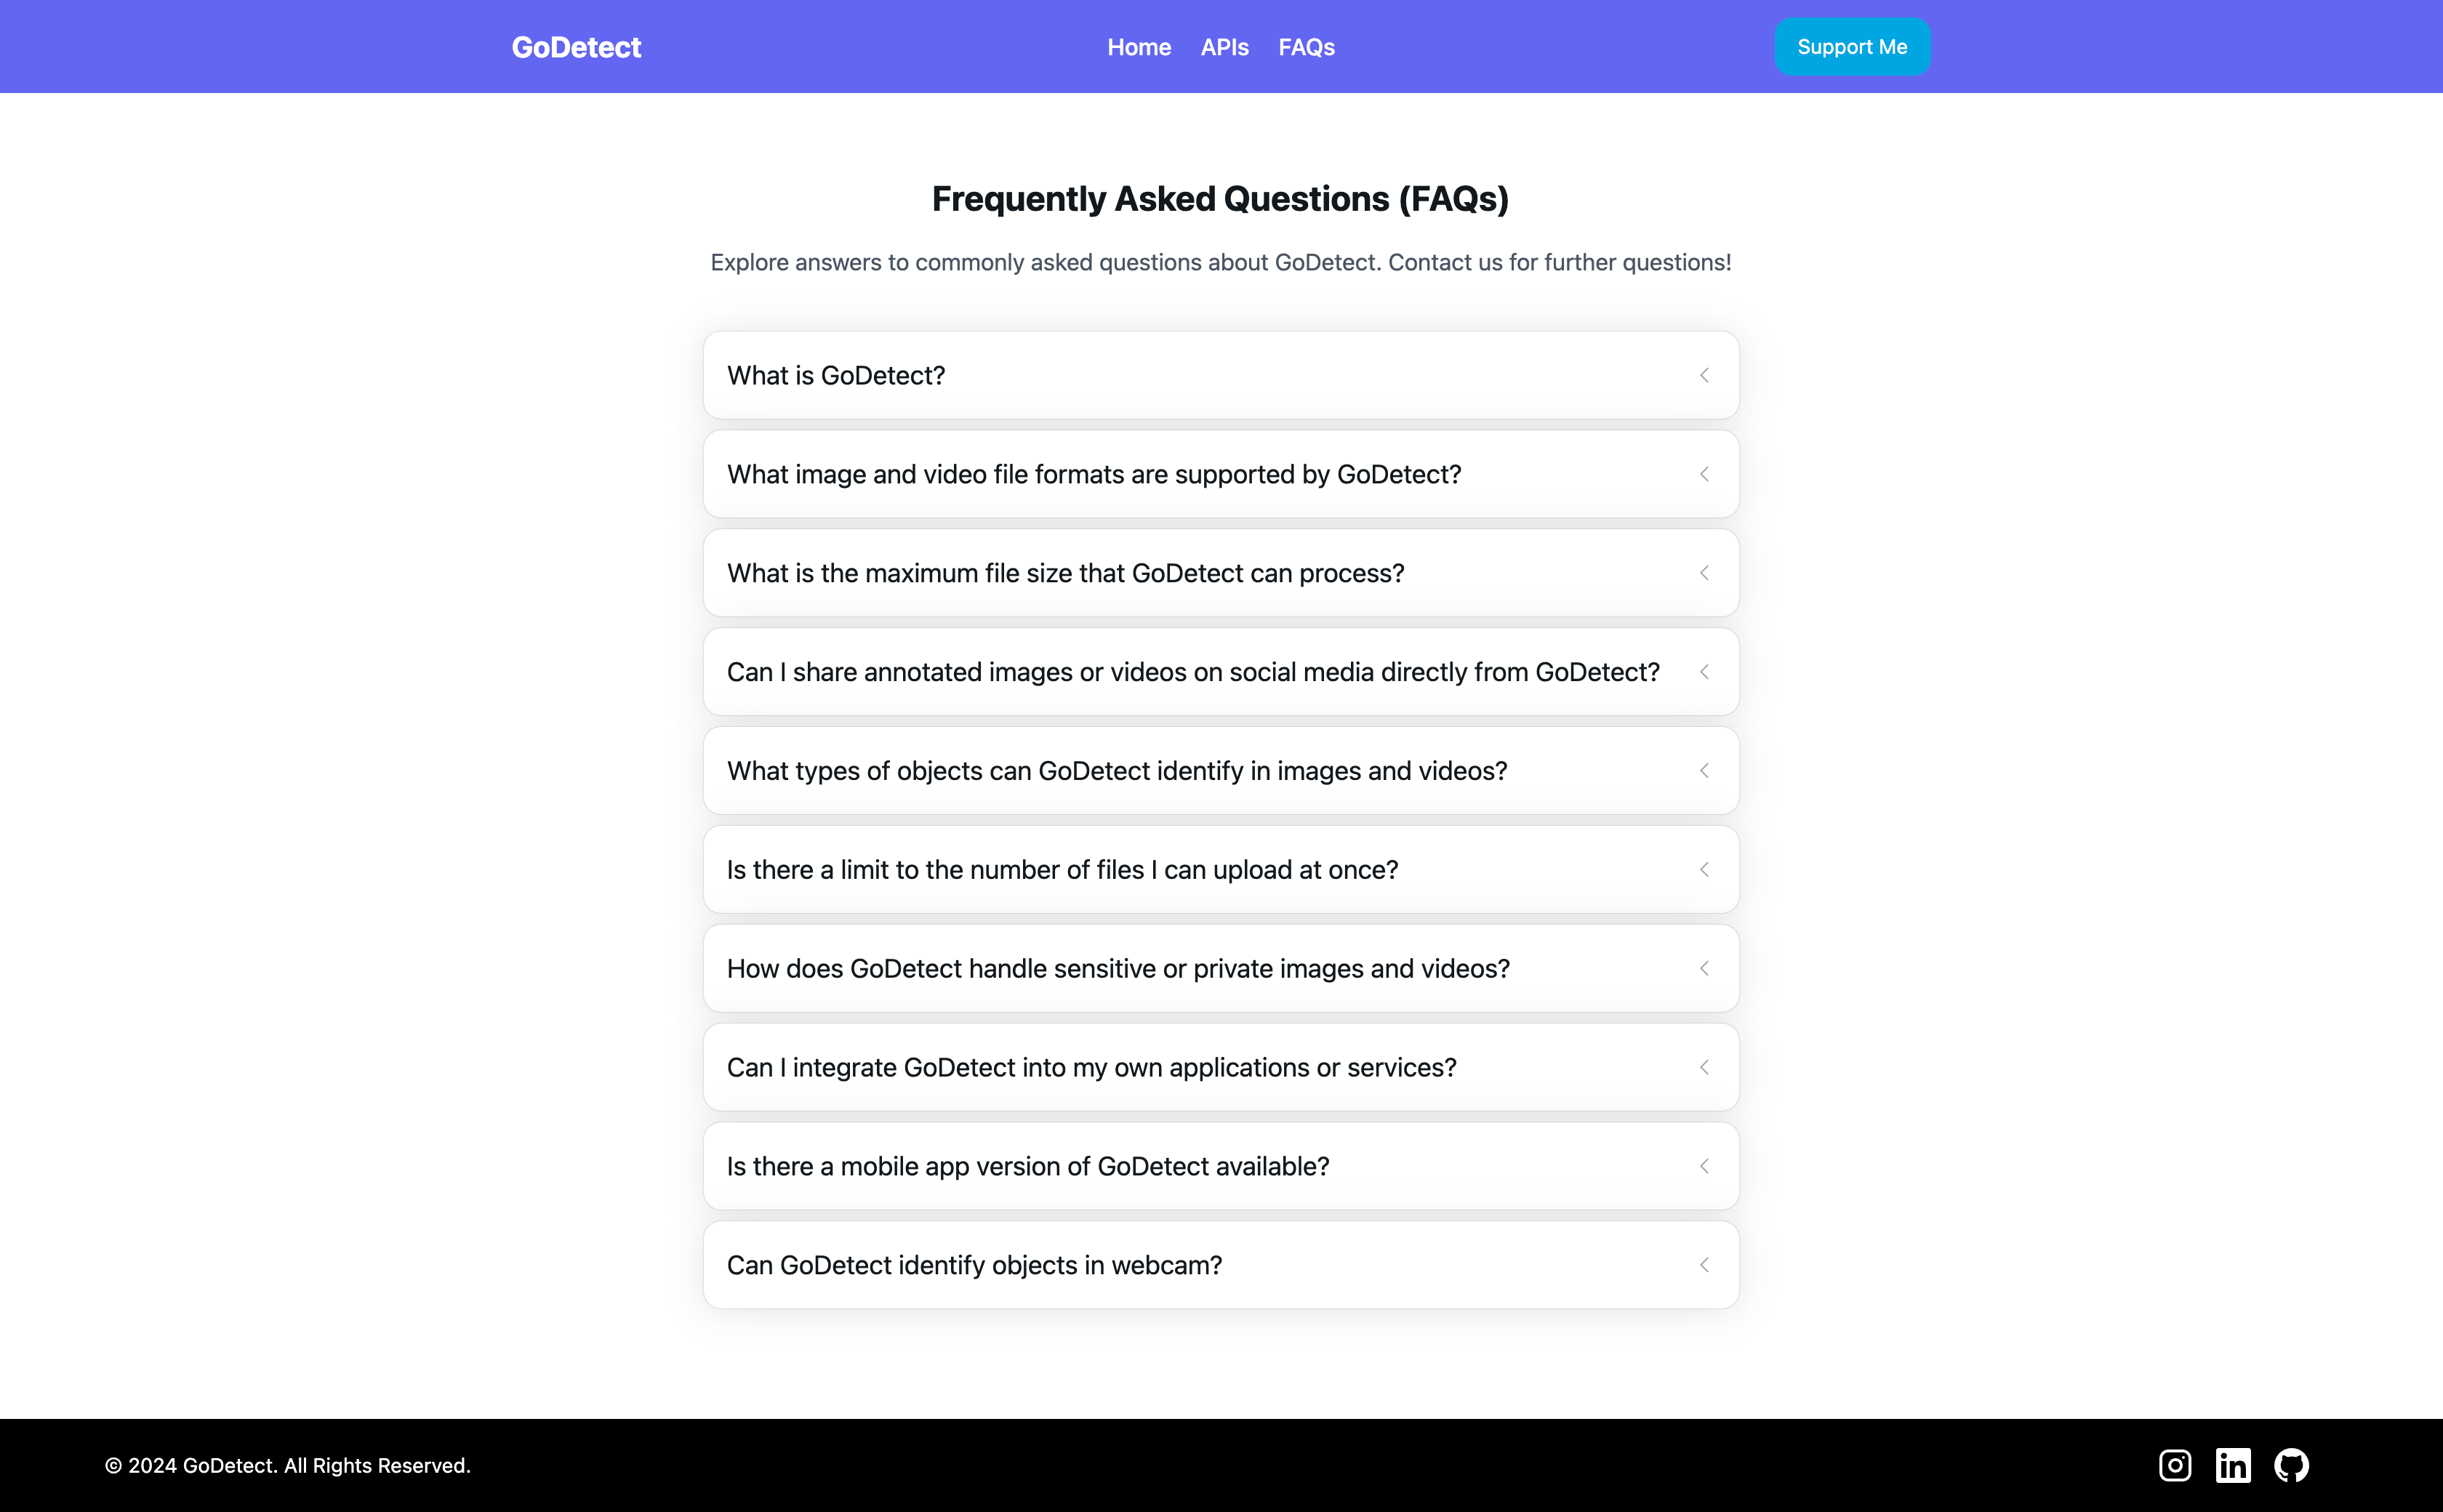 GoDetect
Home
APIs
FAQs
Support Me
Frequently Asked Questions (FAQs)
Explore answers to commonly asked questions about GoDetect. Contact us for further questions!
What is GoDetect?
What image and video file formats are supported by GoDetect?
What is the maximum file size that GoDetect can process?
Can I share annotated images or videos on social media directly from GoDetect?
What types of objects can GoDetect identify in images and videos?
Is there a limit to the number of files I can upload at once?
How does GoDetect handle sensitive or private images and videos?
Can I integrate GoDetect into my own applications or services?
Is there a mobile app version of GoDetect available?
Can GoDetect identify objects in webcam?
© 2024 GoDetect. All Rights Reserved.
in